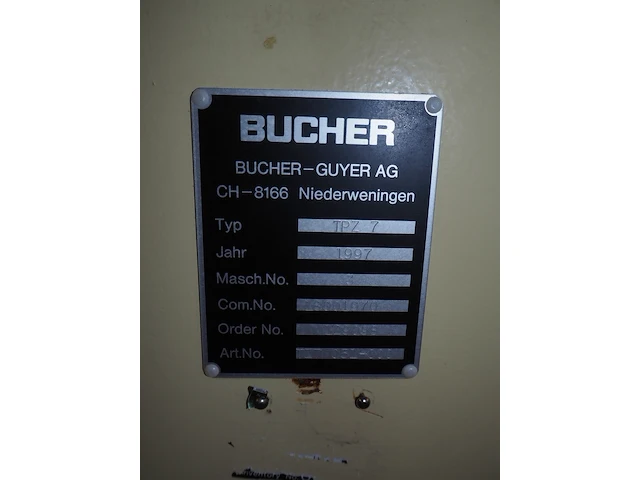 BUCHER
BUCHER-GUYER AG
CH-8166 Niederweningen
Typ TPZ 7
Jahr 1997
Masch.No. 3
Com.No.
Order No.
Art.No.